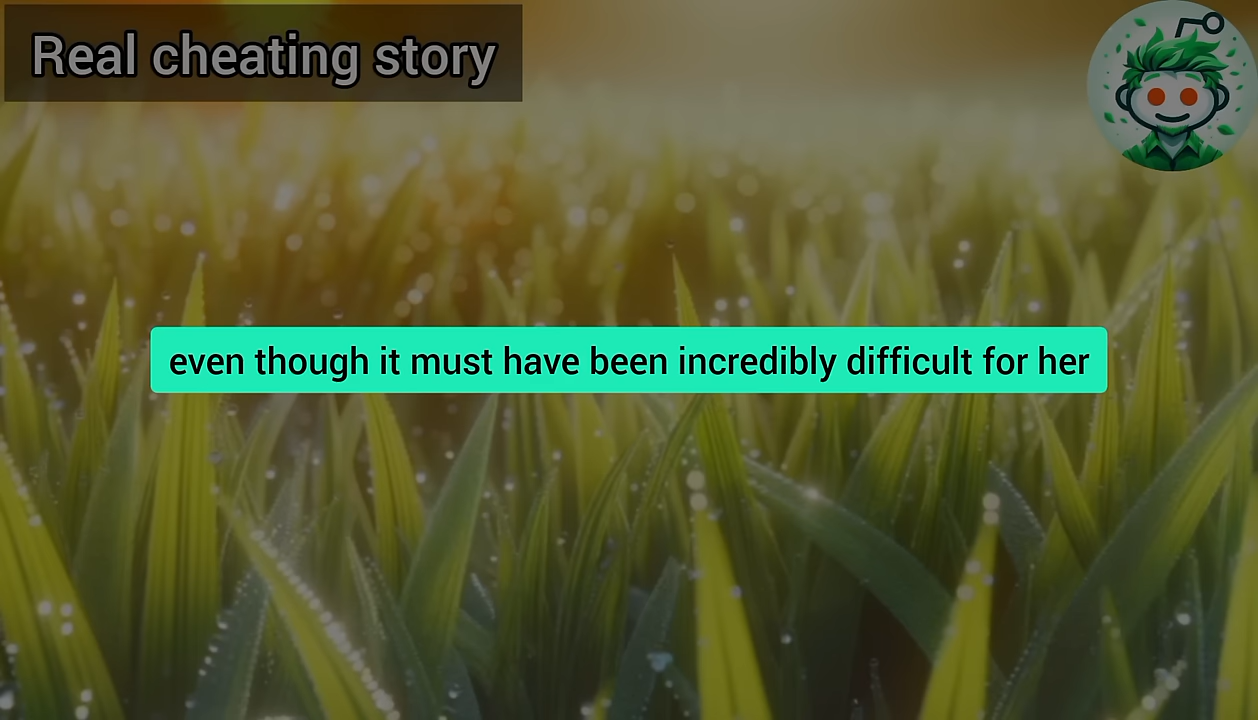 Real cheating story
even though it must have been incredibly difficult for her